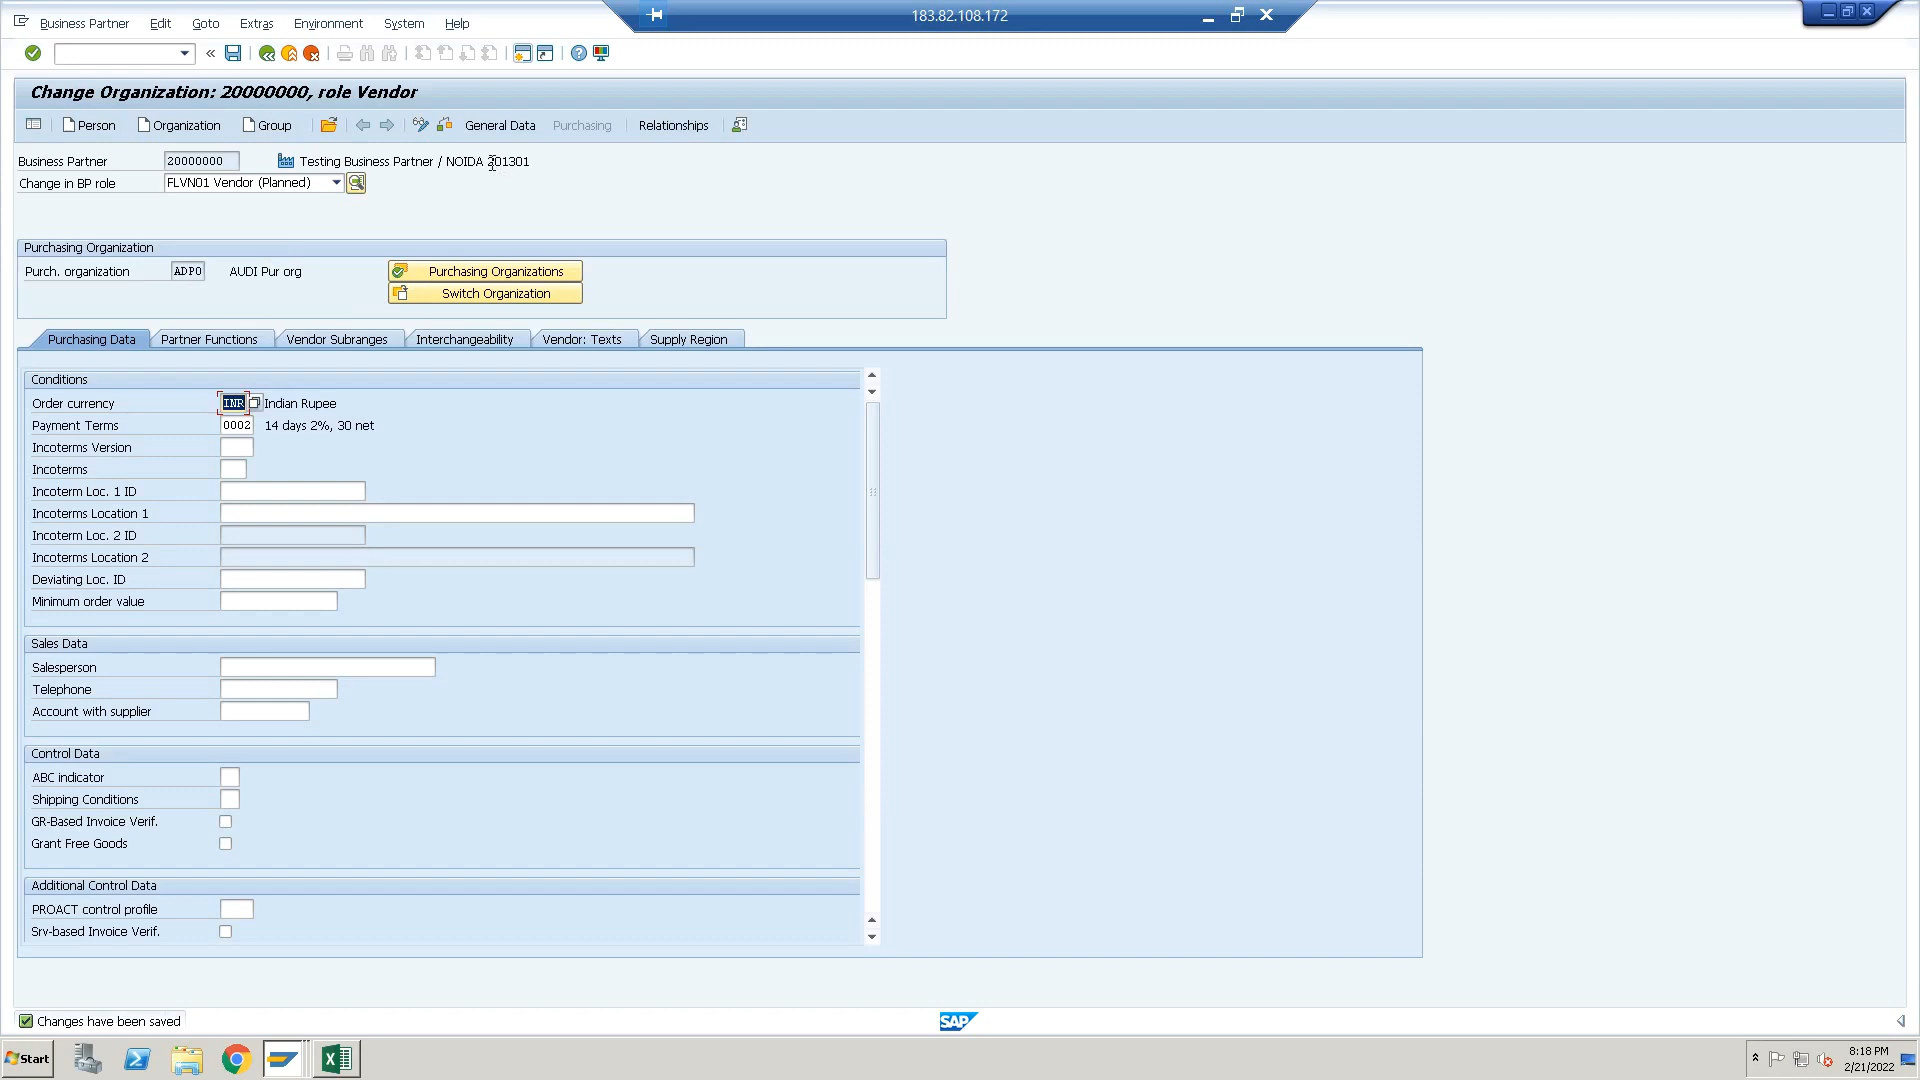 183.82.108.172
Business Partner Edit Goto Extras Environment System Help
Change Organization: 20000000, role Vendor
Person Organization Group General Data Purchasing Relationships
Business Partner 20000000 Testing Business Partner / NOIDA 201301
Change in BP role FLVN01 Vendor (Planned)
Purchasing Organization
Purch. organization ADPO AUDI Pur org Purchasing Organizations
Switch Organization
Purchasing Data Partner Functions Vendor Subranges Interchangeability Vendor: Texts Supply Region
Conditions
Order currency INR Indian Rupee
Payment Terms 0002 14 days 2%, 30 net
Incoterms Version
Incoterms
Incoterm Loc. 1 ID
Incoterms Location 1
Incoterm Loc. 2 ID
Incoterms Location 2
Deviating Loc. ID
Minimum order value
Sales Data
Salesperson
Telephone
Account with supplier
Control Data
ABC indicator
Shipping Conditions
GR-Based Invoice Verif.
Grant Free Goods
Additional Control Data
PROACT control profile
Srv-based Invoice Verif.
Changes have been saved SAP
Start 8:18 PM
2/21/2022